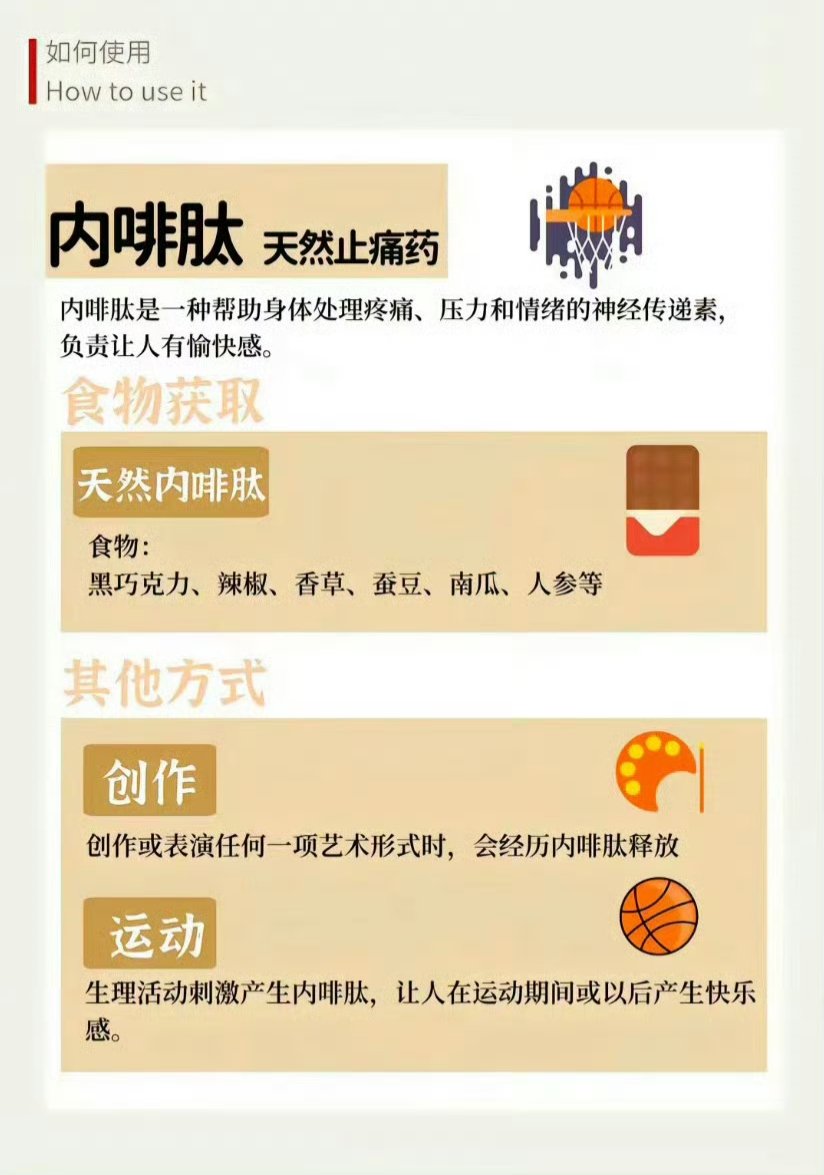 如何使用
How to use it
内啡肽 天然止痛药
内啡肽是一种帮助身体处理疼痛、压力和情绪的神经传递素，
负责让人有愉快感。
食物获取
天然内啡肽
食物：
黑巧克力、辣椒、香草、蚕豆、南瓜、人参等
其他方式
创作
创作或表演任何一项艺术形式时，会经历内啡肽释放
运动
生理活动刺激产生内啡肽，让人在运动期间或以后产生快乐
感。